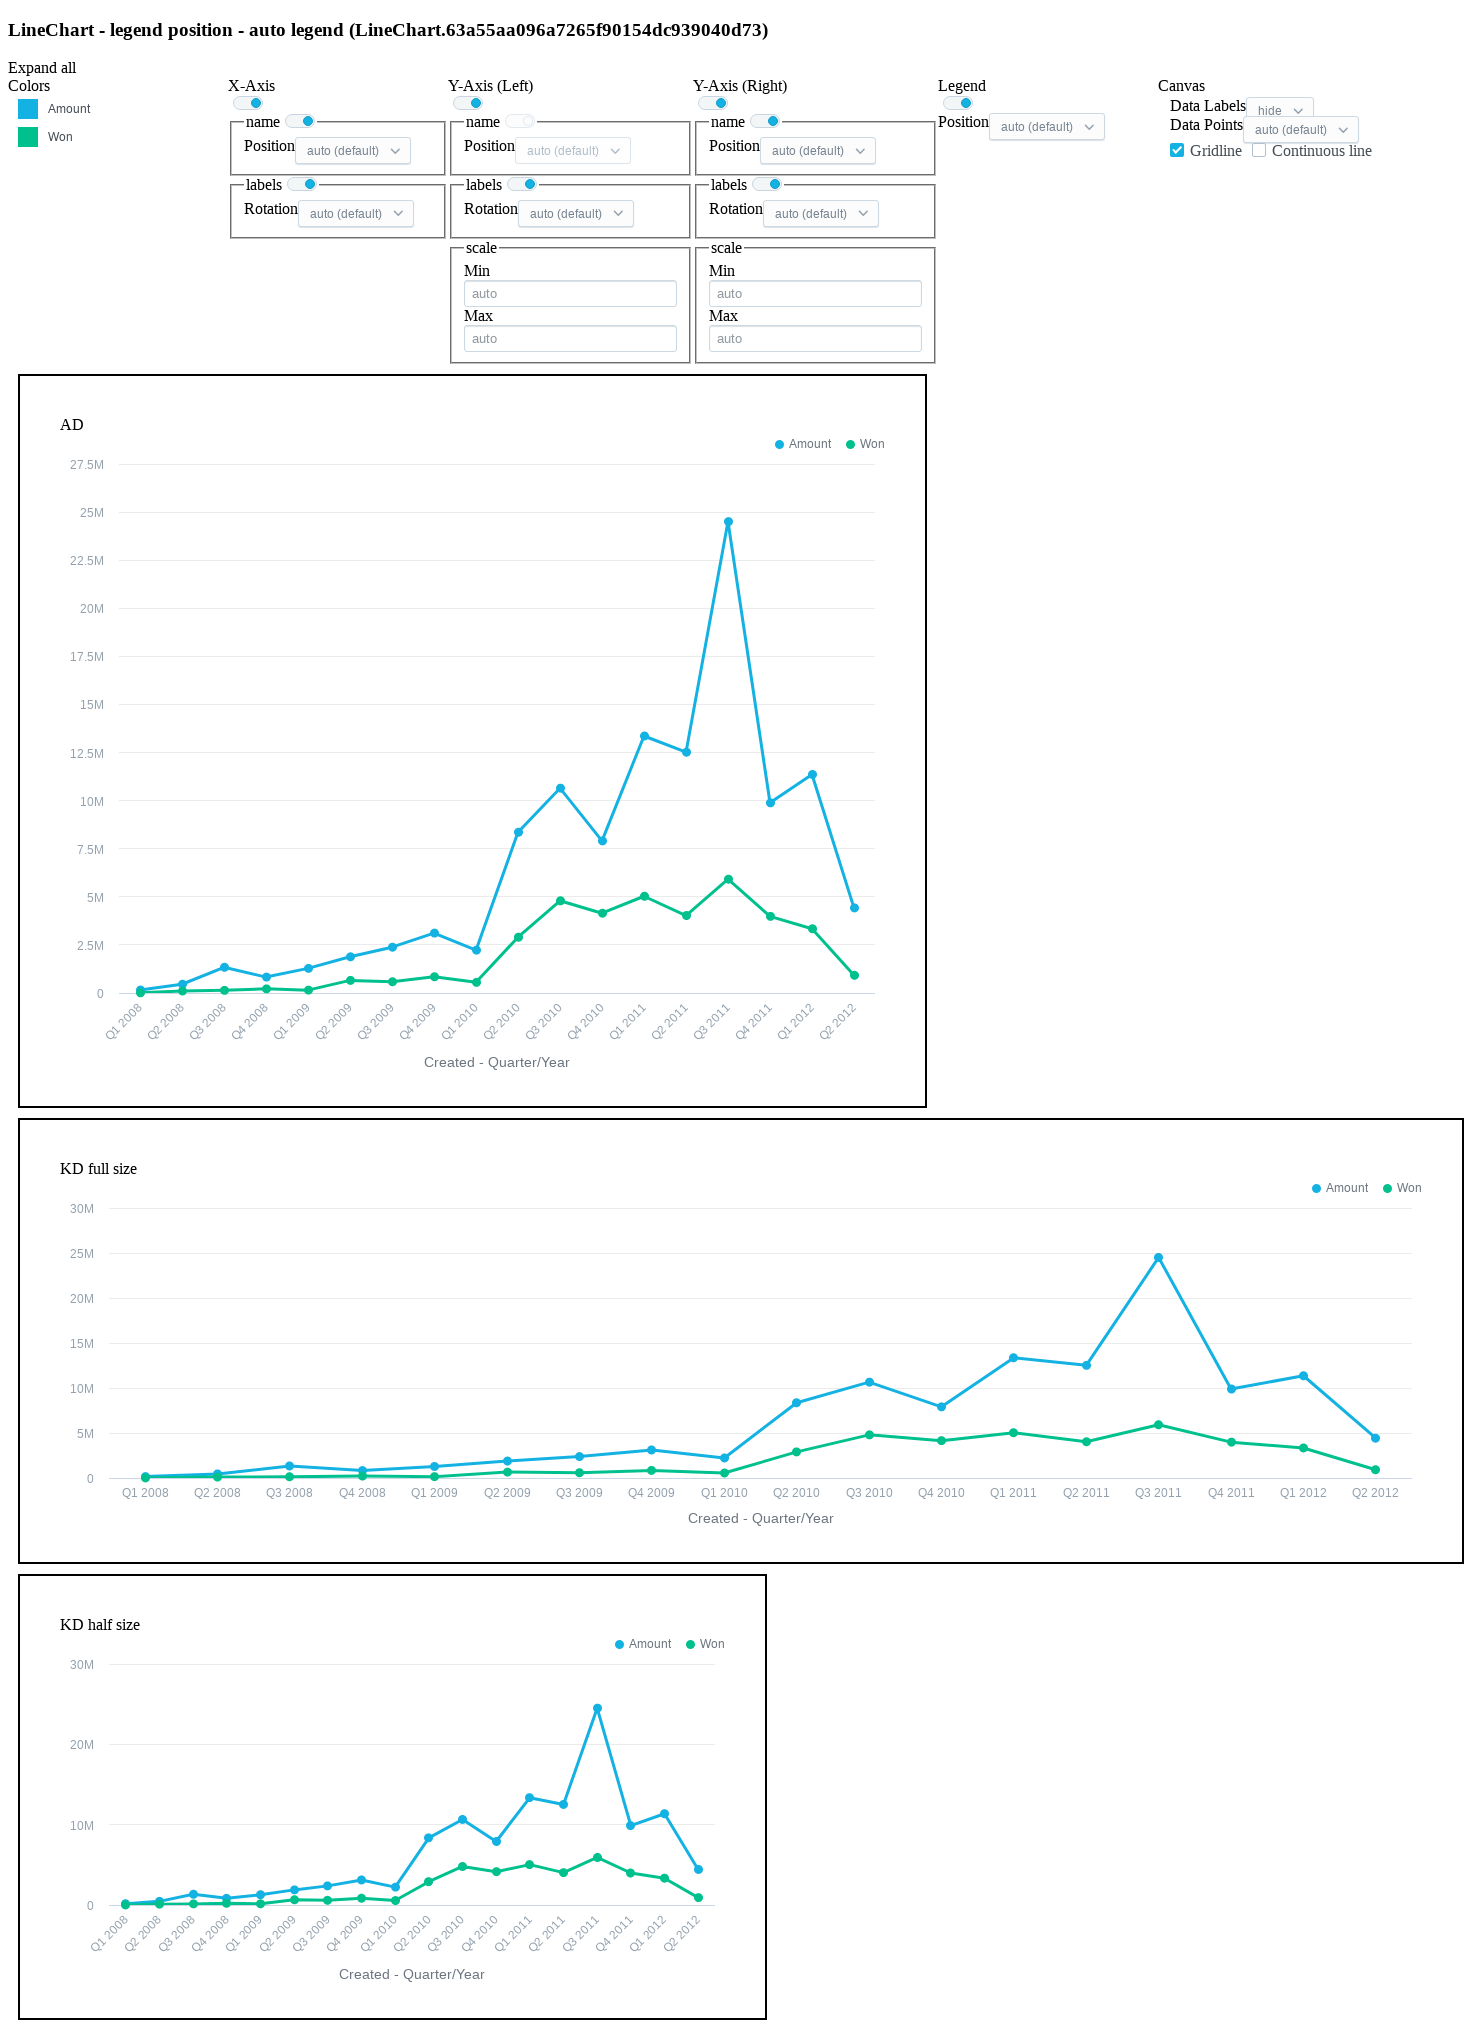 LineChart - legend position - auto legend (LineChart.63a55aa096a7265f90154dc939040d73)
Expand all
Colors
Amount
Won
X-Axis
name
Position auto (default)
labels
Rotation auto (default)
Y-Axis (Left)
name
Position auto (default)
labels
Rotation auto (default)
scale
Min
auto
Max
auto
Y-Axis (Right)
name
Position auto (default)
labels
Rotation auto (default)
scale
Min
auto
Max
auto
Legend
Position auto (default)
Canvas
Data Labels hide
Data Points auto (default)
Gridline Continuous line
AD
Amount Won
27.5M
25M
22.5M
20M
17.5M
15M
12.5M
10M
7.5M
5M
2.5M
0
Q1 2008 Q2 2008 Q3 2008 Q4 2008 Q1 2009 Q2 2009 Q3 2009 Q4 2009 Q1 2010 Q2 2010 Q3 2010 Q4 2010 Q1 2011 Q2 2011 Q3 2011 Q4 2011 Q1 2012 Q2 2012
Created - Quarter/Year
KD full size
Amount Won
30M
25M
20M
15M
10M
5M
0
Q1 2008 Q2 2008 Q3 2008 Q4 2008 Q1 2009 Q2 2009 Q3 2009 Q4 2009 Q1 2010 Q2 2010 Q3 2010 Q4 2010 Q1 2011 Q2 2011 Q3 2011 Q4 2011 Q1 2012 Q2 2012
Created - Quarter/Year
KD half size
Amount Won
30M
20M
10M
0
Q1 2008 Q2 2008 Q3 2008 Q4 2008 Q1 2009 Q2 2009 Q3 2009 Q4 2009 Q1 2010 Q2 2010 Q3 2010 Q4 2010 Q1 2011 Q2 2011 Q3 2011 Q4 2011 Q1 2012 Q2 2012
Created - Quarter/Year